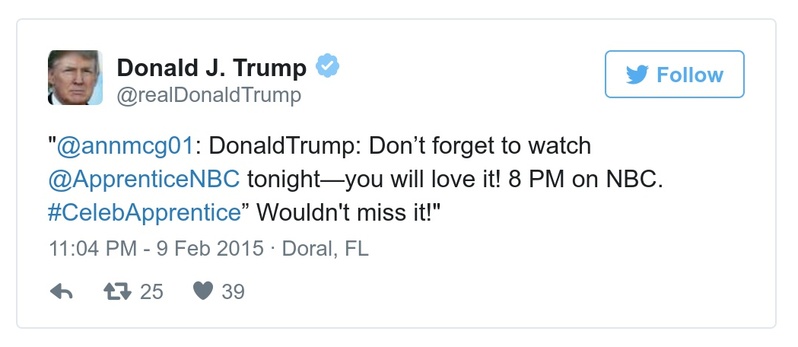 Donald J. Trump
@realDonaldTrump
Follow
"@annmcg01: DonaldTrump: Don’t forget to watch
@ApprenticeNBC tonight—you will love it! 8 PM on NBC.
#CelebApprentice” Wouldn't miss it!"
11:04 PM - 9 Feb 2015 · Doral, FL
25 39